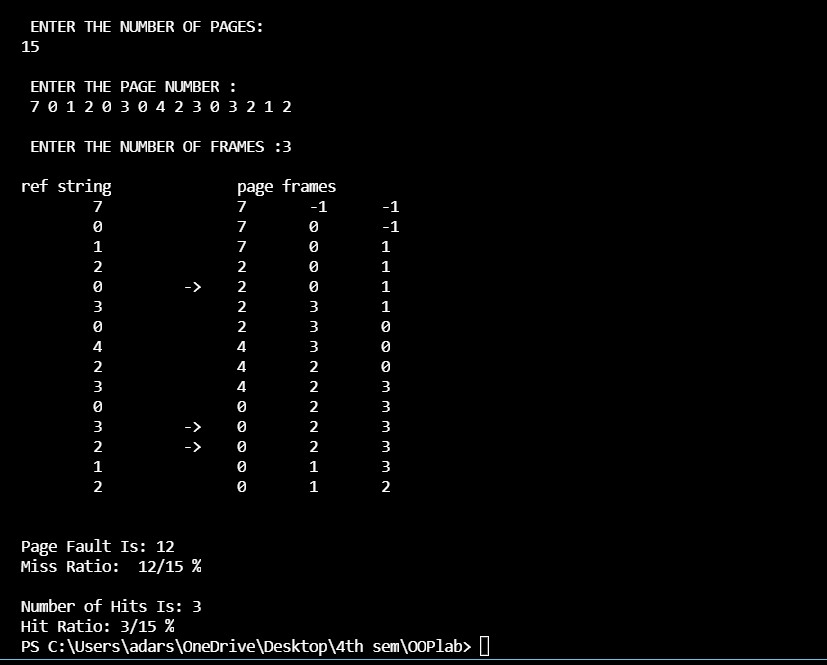 ENTER THE NUMBER OF PAGES:
15
ENTER THE PAGE NUMBER :
7 0 1 2 0 3 0 4 2 3 0 3 2 1 2
ENTER THE NUMBER OF FRAMES :3
ref string page frames
7 7 -1 -1
0 7 0 -1
1 7 0 1
2 2 0 1
0 -> 2 0 1
3 2 3 1
0 2 3 0
4 4 3 0
2 4 2 0
3 4 2 3
0 0 2 3
3 -> 0 2 3
2 -> 0 2 3
1 0 1 3
2 0 1 2
Page Fault Is: 12
Miss Ratio: 12/15 %
Number of Hits Is: 3
Hit Ratio: 3/15 %
PS C:\Users\adars\OneDrive\Desktop\4th sem\OOPlab>